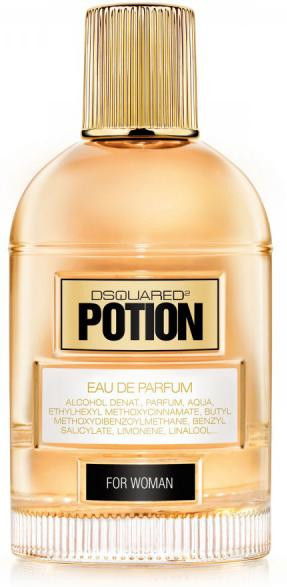 DSQUARED²
POTION
EAU DE PARFUM
ALCOHOL DENAT., PARFUM, AQUA,
ETHYLHEXYL METHOXYCINNAMATE, BUTYL
METHOXYDIBENZOYLMETHANE, BENZYL
SALICYLATE, LIMONENE, LINALOOL...
FOR WOMAN